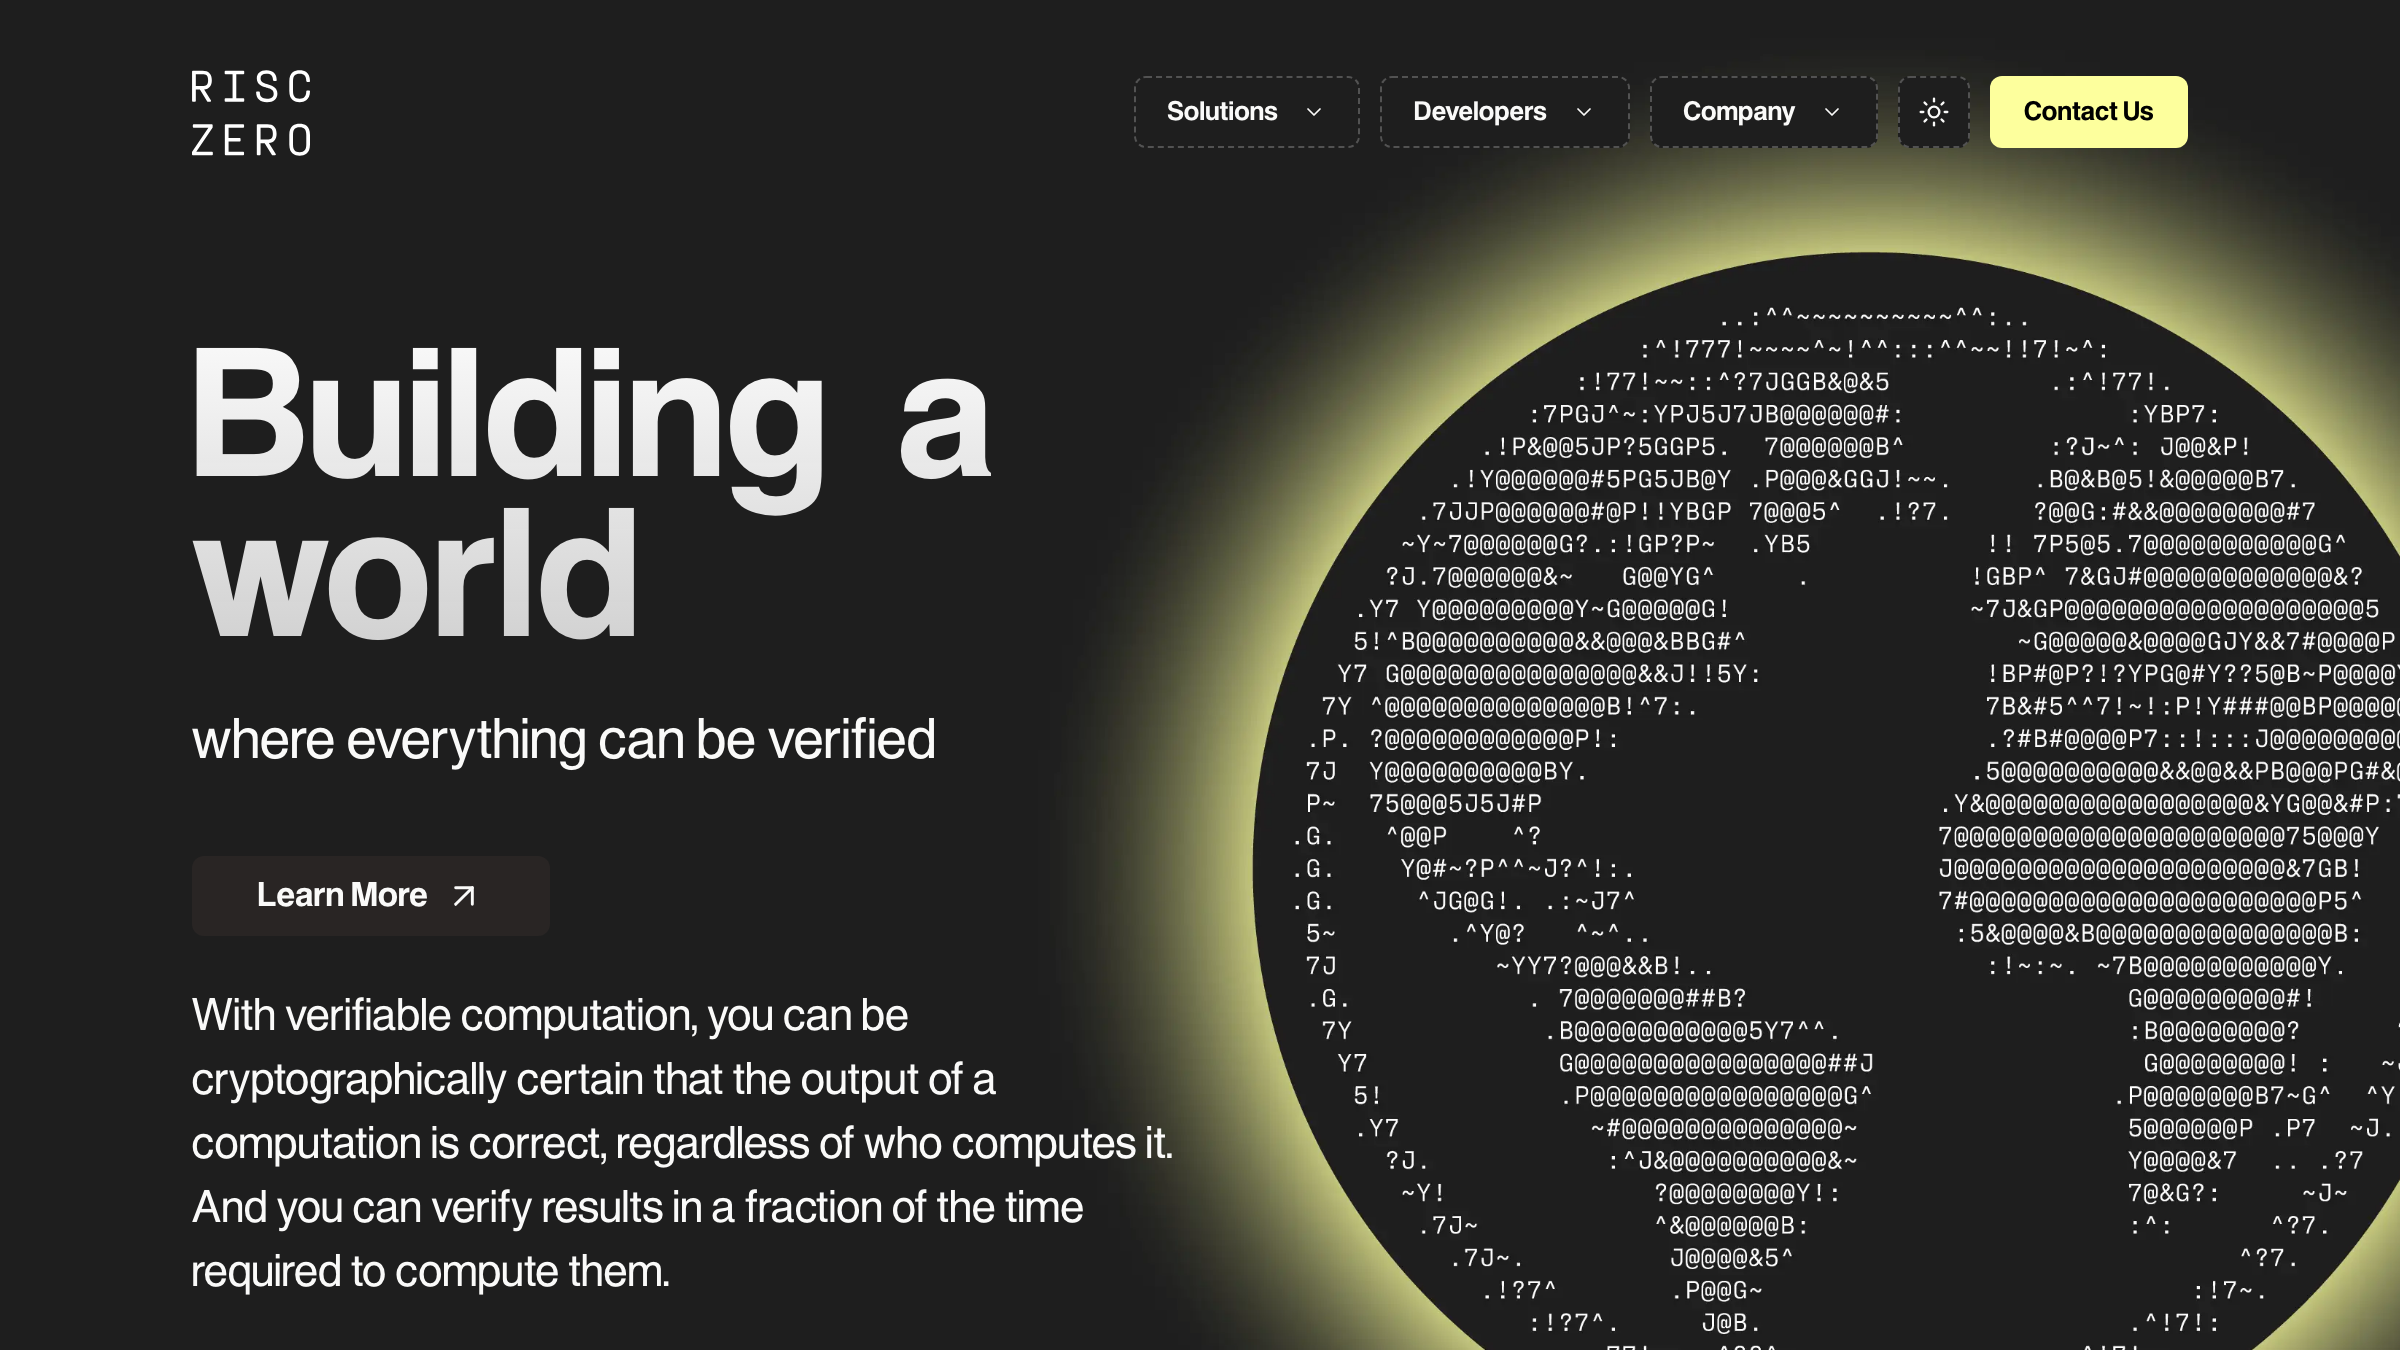 RISC
ZERO
Solutions
Developers
Company
Contact Us
Building a
world
where everything can be verified
Learn More
With verifiable computation, you can be
cryptographically certain that the output of a
computation is correct, regardless of who computes it.
And you can verify results in a fraction of the time
required to compute them.